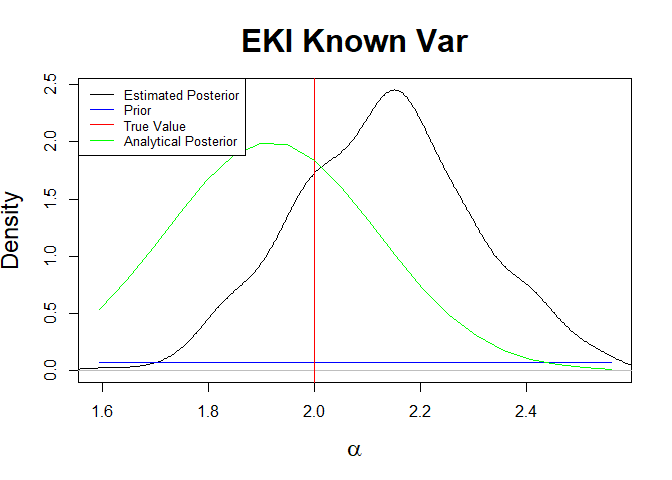 EKI Known Var
Estimated Posterior
Prior
True Value
Analytical Posterior
Density
0.0
0.5
1.0
1.5
2.0
2.5
1.6
1.8
2.0
2.2
2.4
α